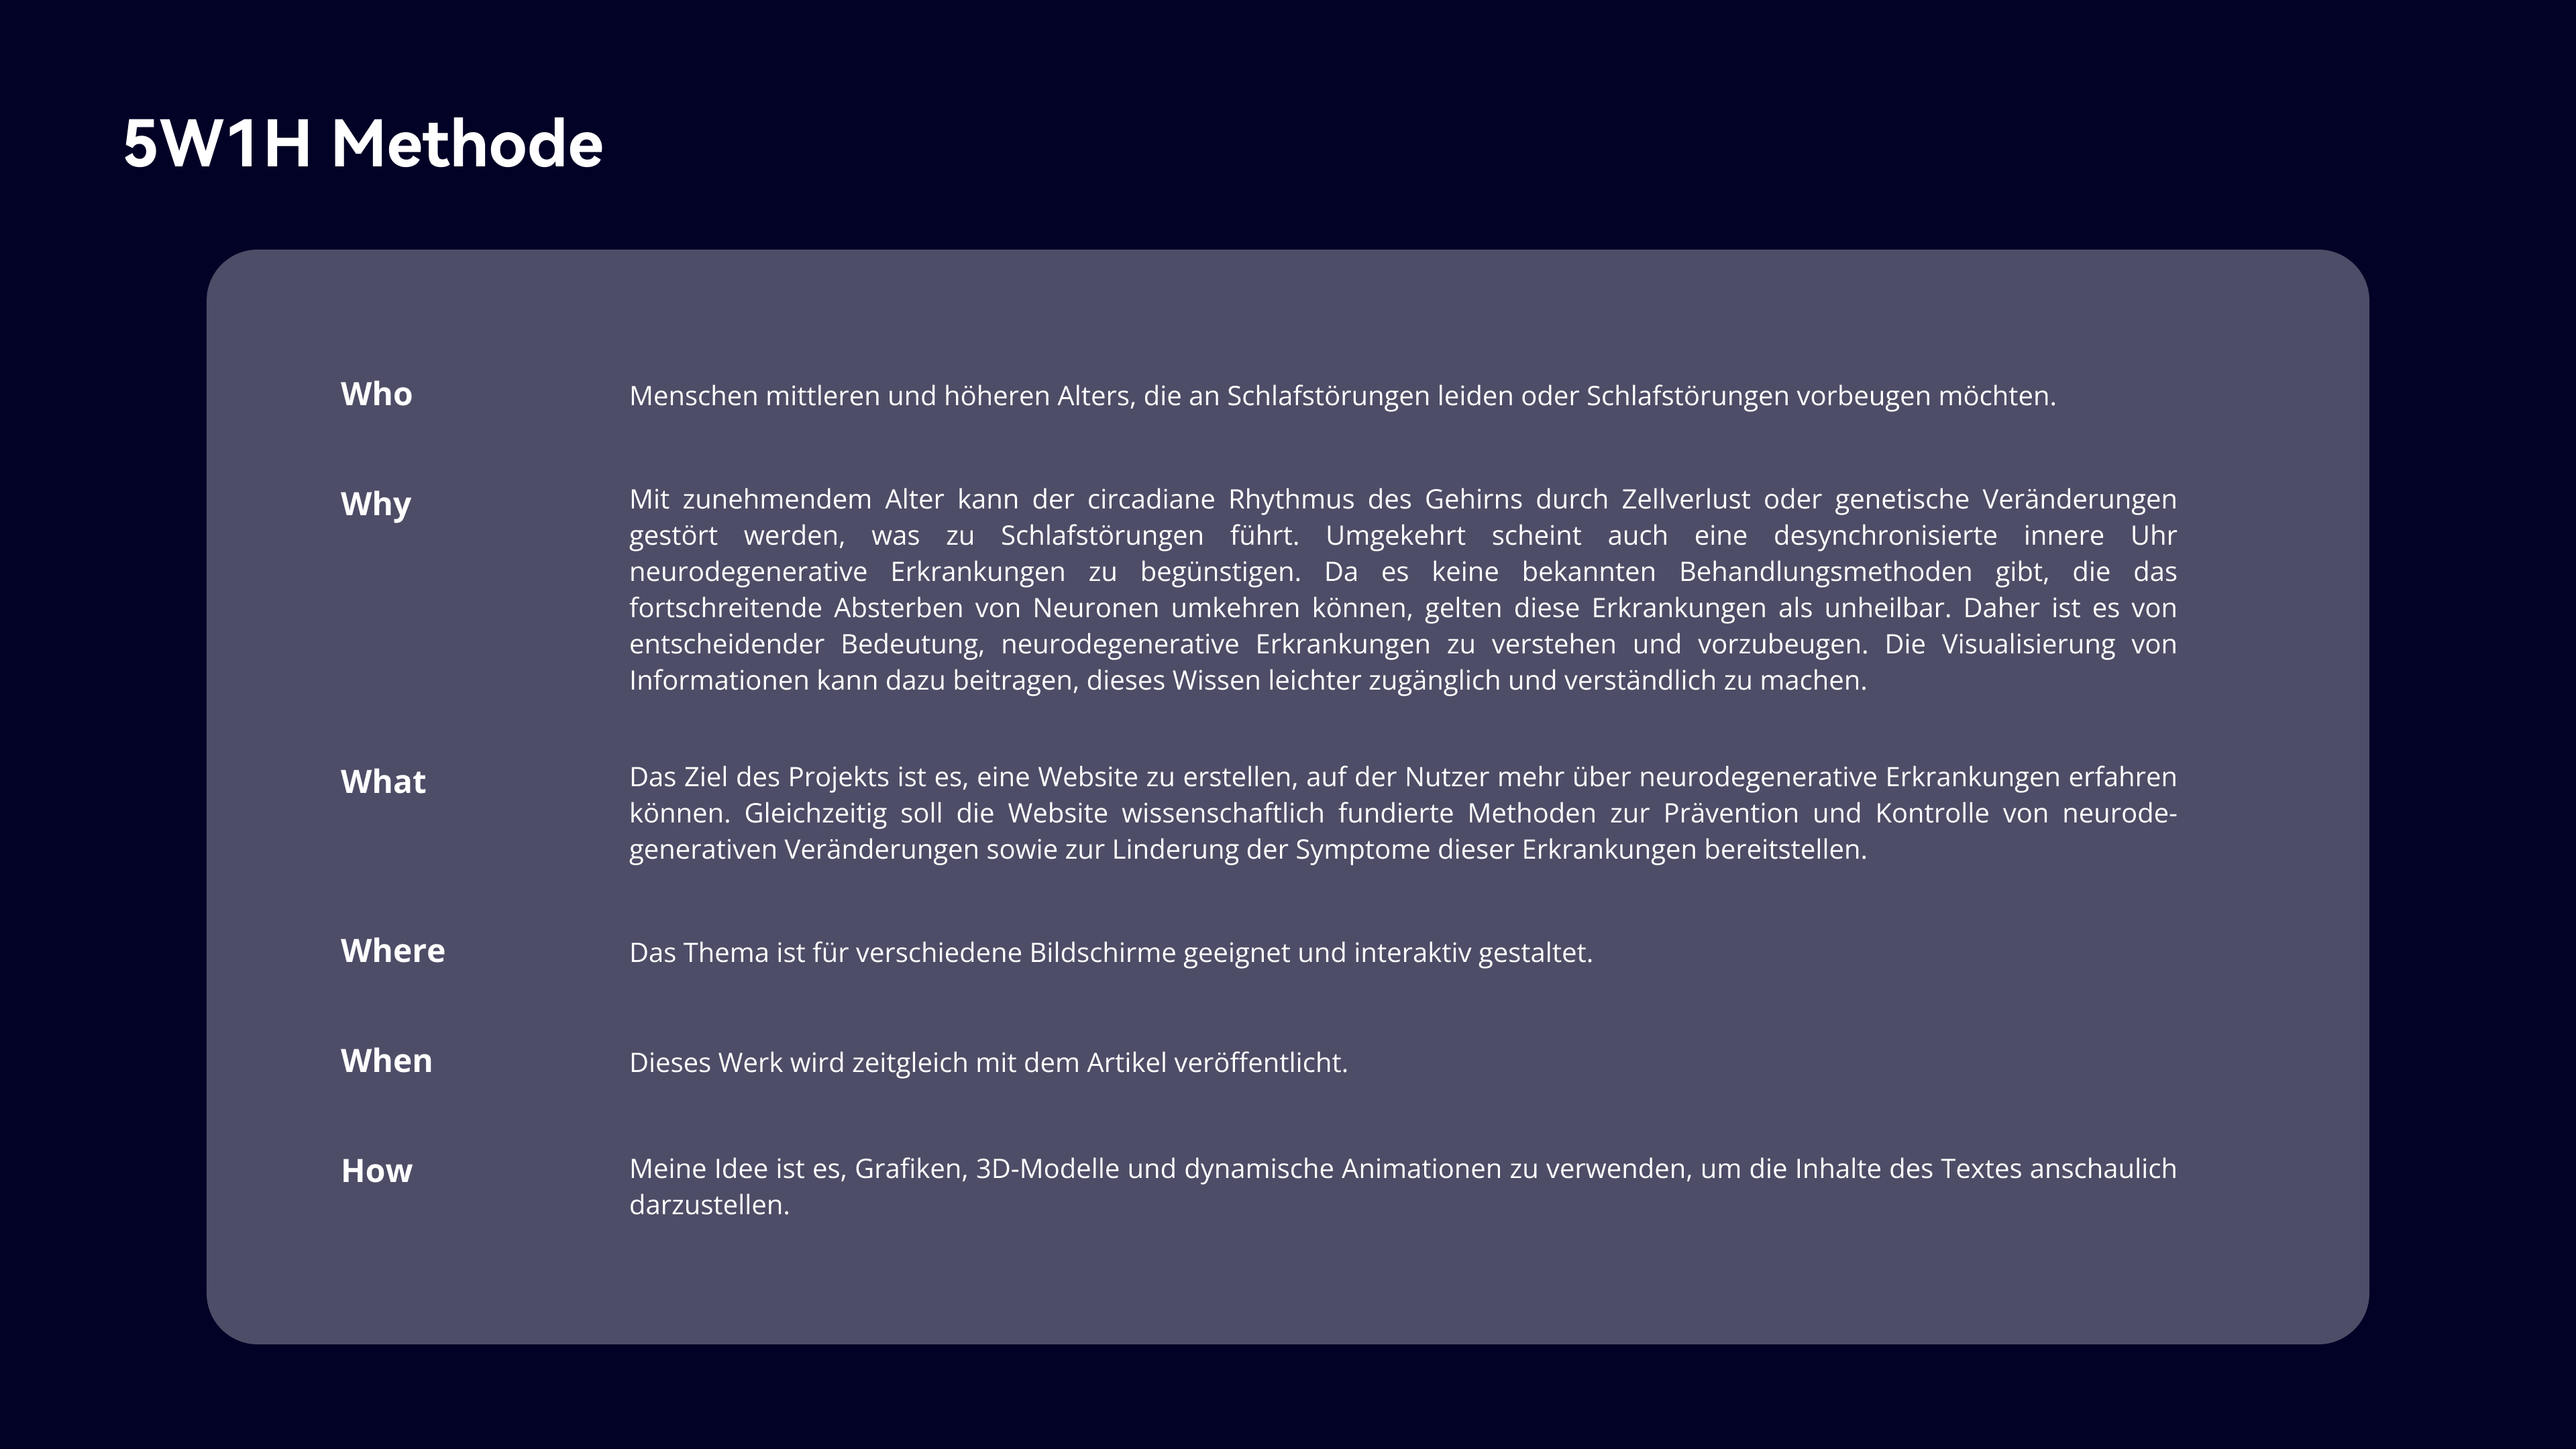 5W1H Methode
Who
Menschen mittleren und höheren Alters, die an Schlafstörungen leiden oder Schlafstörungen vorbeugen möchten.
Why
Mit zunehmendem Alter kann der circadiane Rhythmus des Gehirns durch Zellverlust oder genetische Veränderungen
gestört werden, was zu Schlafstörungen führt. Umgekehrt scheint auch eine desynchronisierte innere Uhr
neurodegenerative Erkrankungen zu begünstigen. Da es keine bekannten Behandlungsmethoden gibt, die das
fortschreitende Absterben von Neuronen umkehren können, gelten diese Erkrankungen als unheilbar. Daher ist es von
entscheidender Bedeutung, neurodegenerative Erkrankungen zu verstehen und vorzubeugen. Die Visualisierung von
Informationen kann dazu beitragen, dieses Wissen leichter zugänglich und verständlich zu machen.
What
Das Ziel des Projekts ist es, eine Website zu erstellen, auf der Nutzer mehr über neurodegenerative Erkrankungen erfahren
können. Gleichzeitig soll die Website wissenschaftlich fundierte Methoden zur Prävention und Kontrolle von neurode-
generativen Veränderungen sowie zur Linderung der Symptome dieser Erkrankungen bereitstellen.
Where
Das Thema ist für verschiedene Bildschirme geeignet und interaktiv gestaltet.
When
Dieses Werk wird zeitgleich mit dem Artikel veröffentlicht.
How
Meine Idee ist es, Grafiken, 3D-Modelle und dynamische Animationen zu verwenden, um die Inhalte des Textes anschaulich
darzustellen.